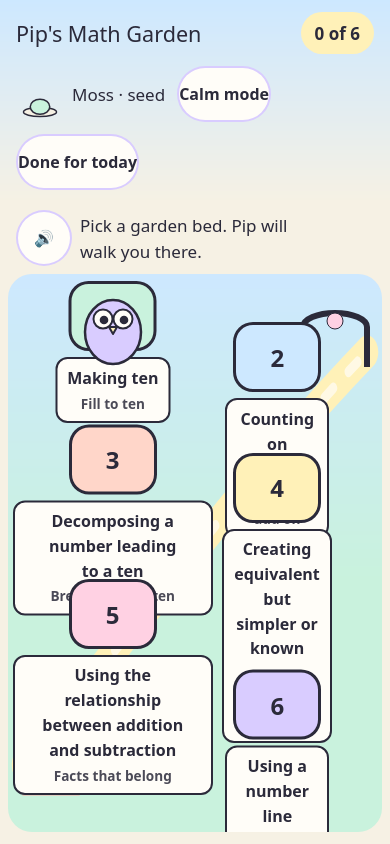 Pip's Math Garden
0 of 6
Moss · seed
Calm mode
Done for today
Pick a garden bed. Pip will
walk you there.
Making ten
Fill to ten
2
Counting
on
3
4
Decomposing a
number leading
to a ten
ten
Creating
equivalent
but
simpler or
known
5
Using the
relationship
between addition
and subtraction
Facts that belong
6
Using a
number
line